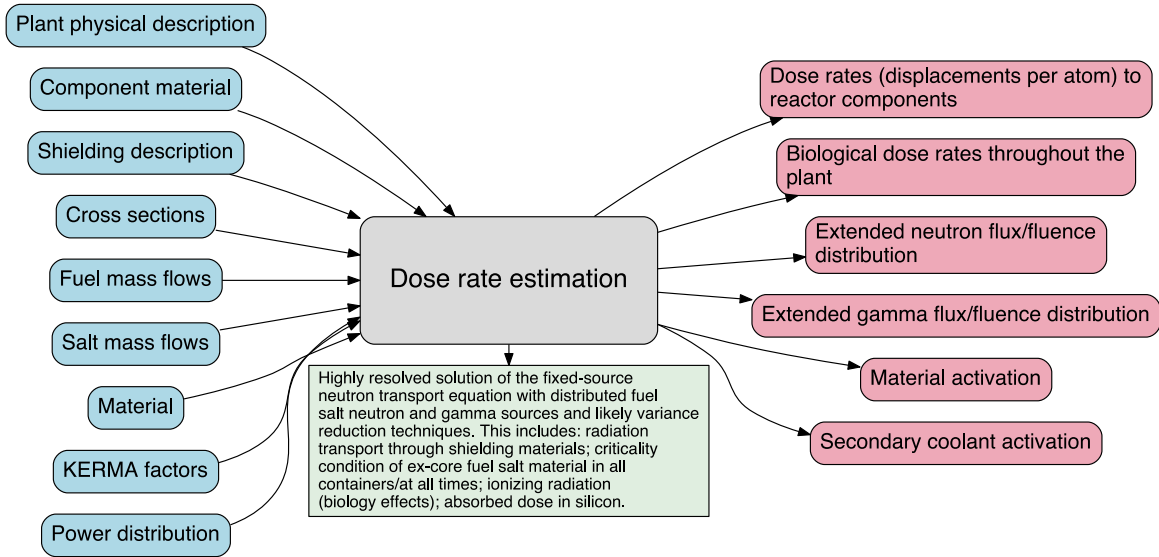 Plant physical description
Component material
Shielding description
Cross sections
Fuel mass flows
Salt mass flows
Material
KERMA factors
Power distribution
Dose rate estimation
Highly resolved solution of the fixed-source
neutron transport equation with distributed fuel
salt neutron and gamma sources and likely variance
reduction techniques. This includes: radiation
transport through shielding materials; criticality
condition of ex-core fuel salt material in all
containers/at all times; ionizing radiation
(biology effects); absorbed dose in silicon.
Dose rates (displacements per atom) to
reactor components
Biological dose rates throughout the
plant
Extended neutron flux/fluence
distribution
Extended gamma flux/fluence distribution
Material activation
Secondary coolant activation